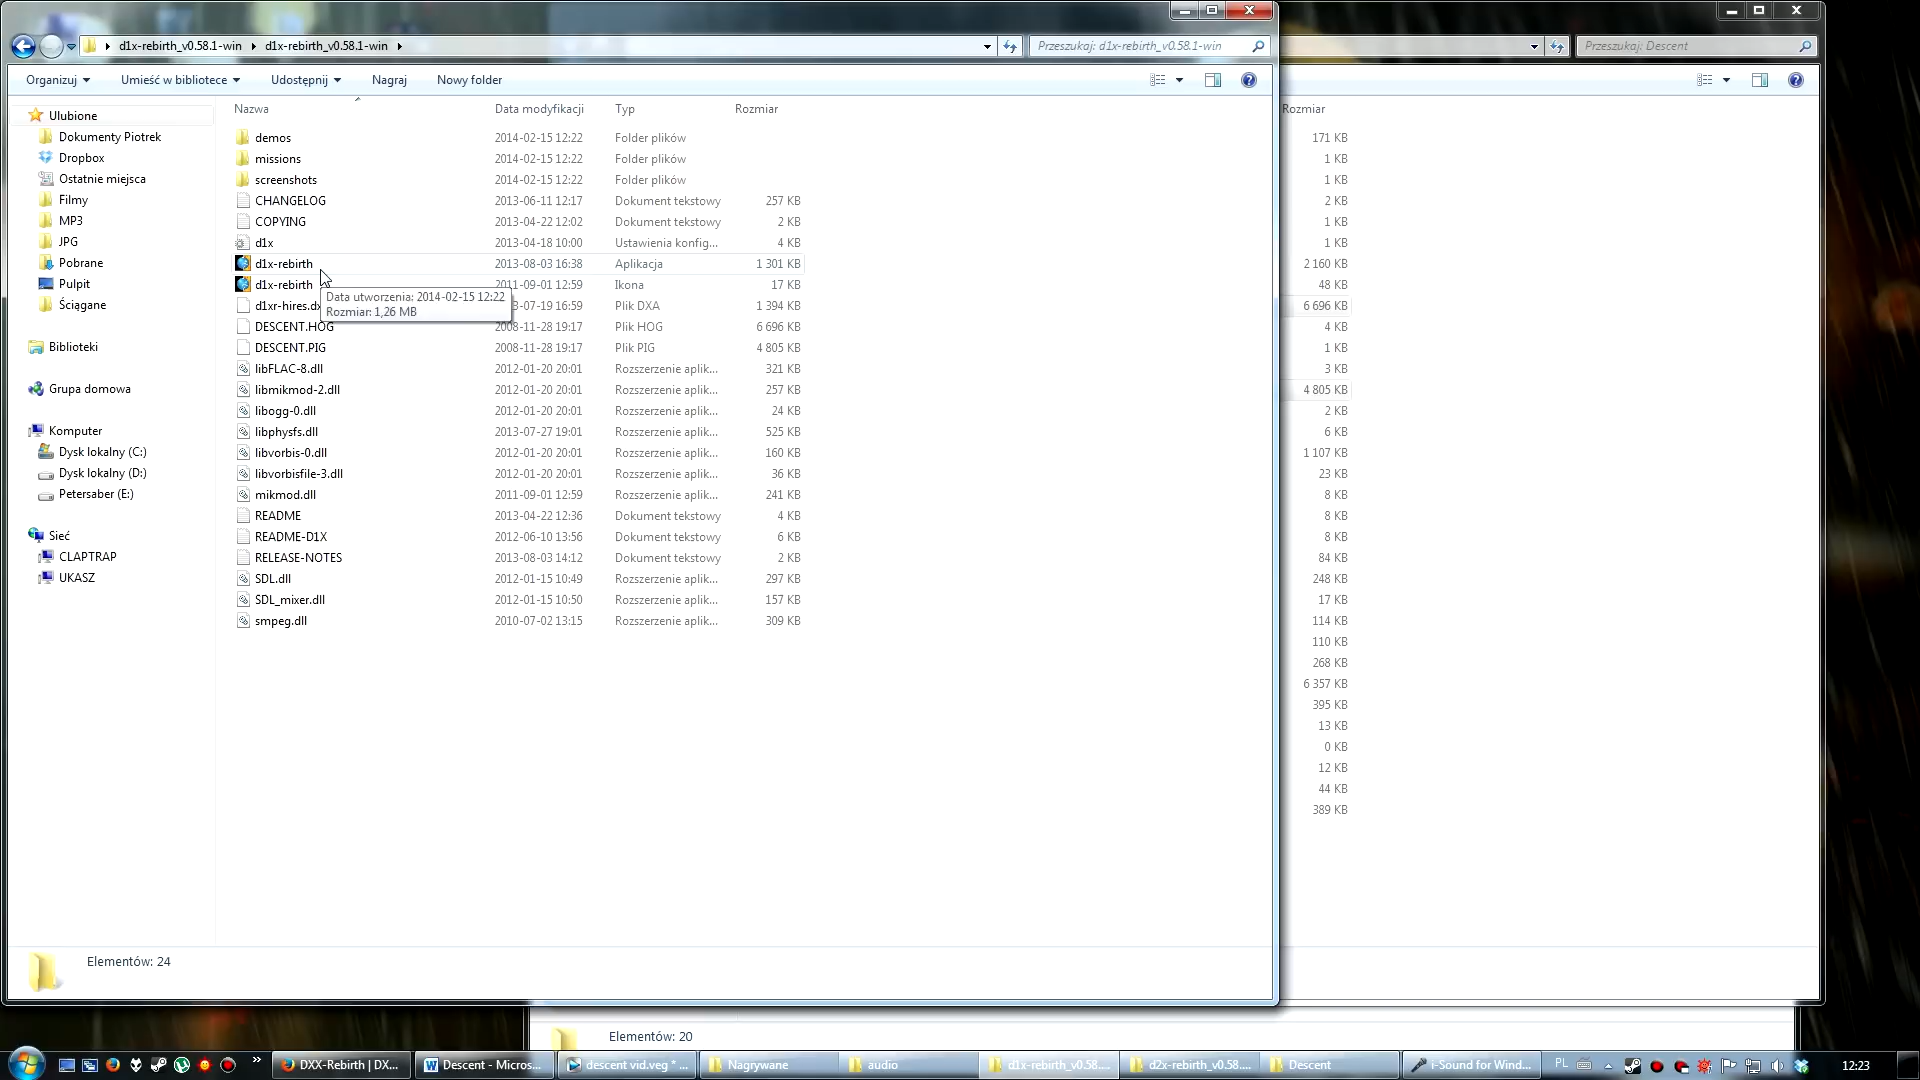 d1x-rebirth_v0.58.1-win d1x-rebirth_v0.58.1-win Przeszukaj: d1x-rebirth_v0.58.1-win Przeszukaj: Descent
Organizuj Umieść w bibliotece Udostępnij Nagraj Nowy folder
Nazwa Data modyfikacji Typ Rozmiar Rozmiar
Ulubione
Dokumenty Piotrek
Dropbox
Ostatnie miejsca
Filmy
MP3
JPG
Pobrane
Pulpit
Ściągane
Biblioteki
Grupa domowa
Komputer
Dysk lokalny (C:)
Dysk lokalny (D:)
Petersaber (E:)
Sieć
CLAPTRAP
UKASZ
demos 2014-02-15 12:22 Folder plików
missions 2014-02-15 12:22 Folder plików
screenshots 2014-02-15 12:22 Folder plików
CHANGELOG 2013-06-11 12:17 Dokument tekstowy 257 KB
COPYING 2013-04-22 12:02 Dokument tekstowy 2 KB
d1x 2013-04-18 10:00 Ustawienia konfig... 4 KB
d1x-rebirth 2013-08-03 16:38 Aplikacja 1 301 KB
d1x-rebirth 2011-09-01 12:59 Ikona 17 KB
Data utworzenia: 2014-02-15 12:22
Rozmiar: 1,26 MB
d1xr-hires.dx 3-07-19 16:59 Plik DXA 1 394 KB
DESCENT.HOG 2008-11-28 19:17 Plik HOG 6 696 KB
DESCENT.PIG 2008-11-28 19:17 Plik PIG 4 805 KB
libFLAC-8.dll 2012-01-20 20:01 Rozszerzenie aplik... 321 KB
libmikmod-2.dll 2012-01-20 20:01 Rozszerzenie aplik... 257 KB
libogg-0.dll 2012-01-20 20:01 Rozszerzenie aplik... 24 KB
libphysfs.dll 2013-07-27 19:01 Rozszerzenie aplik... 525 KB
libvorbis-0.dll 2012-01-20 20:01 Rozszerzenie aplik... 160 KB
libvorbisfile-3.dll 2012-01-20 20:01 Rozszerzenie aplik... 36 KB
mikmod.dll 2011-09-01 12:59 Rozszerzenie aplik... 241 KB
README 2013-04-22 12:36 Dokument tekstowy 4 KB
README-D1X 2012-06-10 13:56 Dokument tekstowy 6 KB
RELEASE-NOTES 2013-08-03 14:12 Dokument tekstowy 2 KB
SDL.dll 2012-01-15 10:49 Rozszerzenie aplik... 297 KB
SDL_mixer.dll 2012-01-15 10:50 Rozszerzenie aplik... 157 KB
smpeg.dll 2010-07-02 13:15 Rozszerzenie aplik... 309 KB
171 KB
1 KB
1 KB
2 KB
1 KB
1 KB
2 160 KB
48 KB
6 696 KB
4 KB
1 KB
3 KB
4 805 KB
2 KB
6 KB
1 107 KB
23 KB
8 KB
8 KB
8 KB
84 KB
248 KB
17 KB
114 KB
110 KB
268 KB
6 357 KB
395 KB
13 KB
0 KB
12 KB
44 KB
389 KB
Elementów: 24
Elementów: 20
DXX-Rebirth | DX... Descent - Micros... descent vid.veg * ... Nagrywane audio d1x-rebirth_v0.58.... d2x-rebirth_v0.58.... Descent i-Sound for Wind... PL 12:23